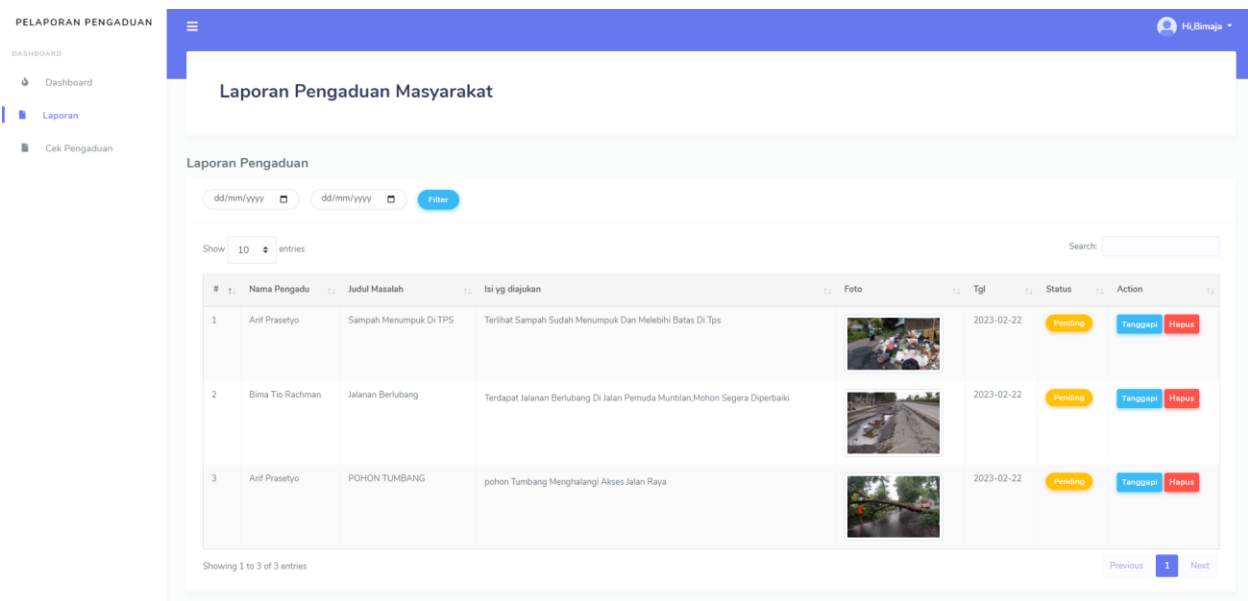 PELAPORAN PENGADUAN
Hi,Bimaja
DASHBOARD
Dashboard
Laporan
Cek Pengaduan
Laporan Pengaduan Masyarakat
Laporan Pengaduan
dd/mm/yyyy dd/mm/yyyy Filter
Show 10 entries Search:
# Nama Pengadu Judul Masalah Isi yg diajukan Foto Tgl Status Action
1 Arif Prasetyo Sampah Menumpuk Di TPS Terlihat Sampah Sudah Menumpuk Dan Melebihi Batas Di Tps 2023-02-22 Pending Tanggapi Hapus
2 Bima Tio Rachman Jalanan Berlubang Terdapat Jalanan Berlubang Di Jalan Pemuda Muntilan,Mohon Segera Diperbaiki 2023-02-22 Pending Tanggapi Hapus
3 Arif Prasetyo POHON TUMBANG pohon Tumbang Menghalangi Akses Jalan Raya 2023-02-22 Pending Tanggapi Hapus
Showing 1 to 3 of 3 entries Previous 1 Next